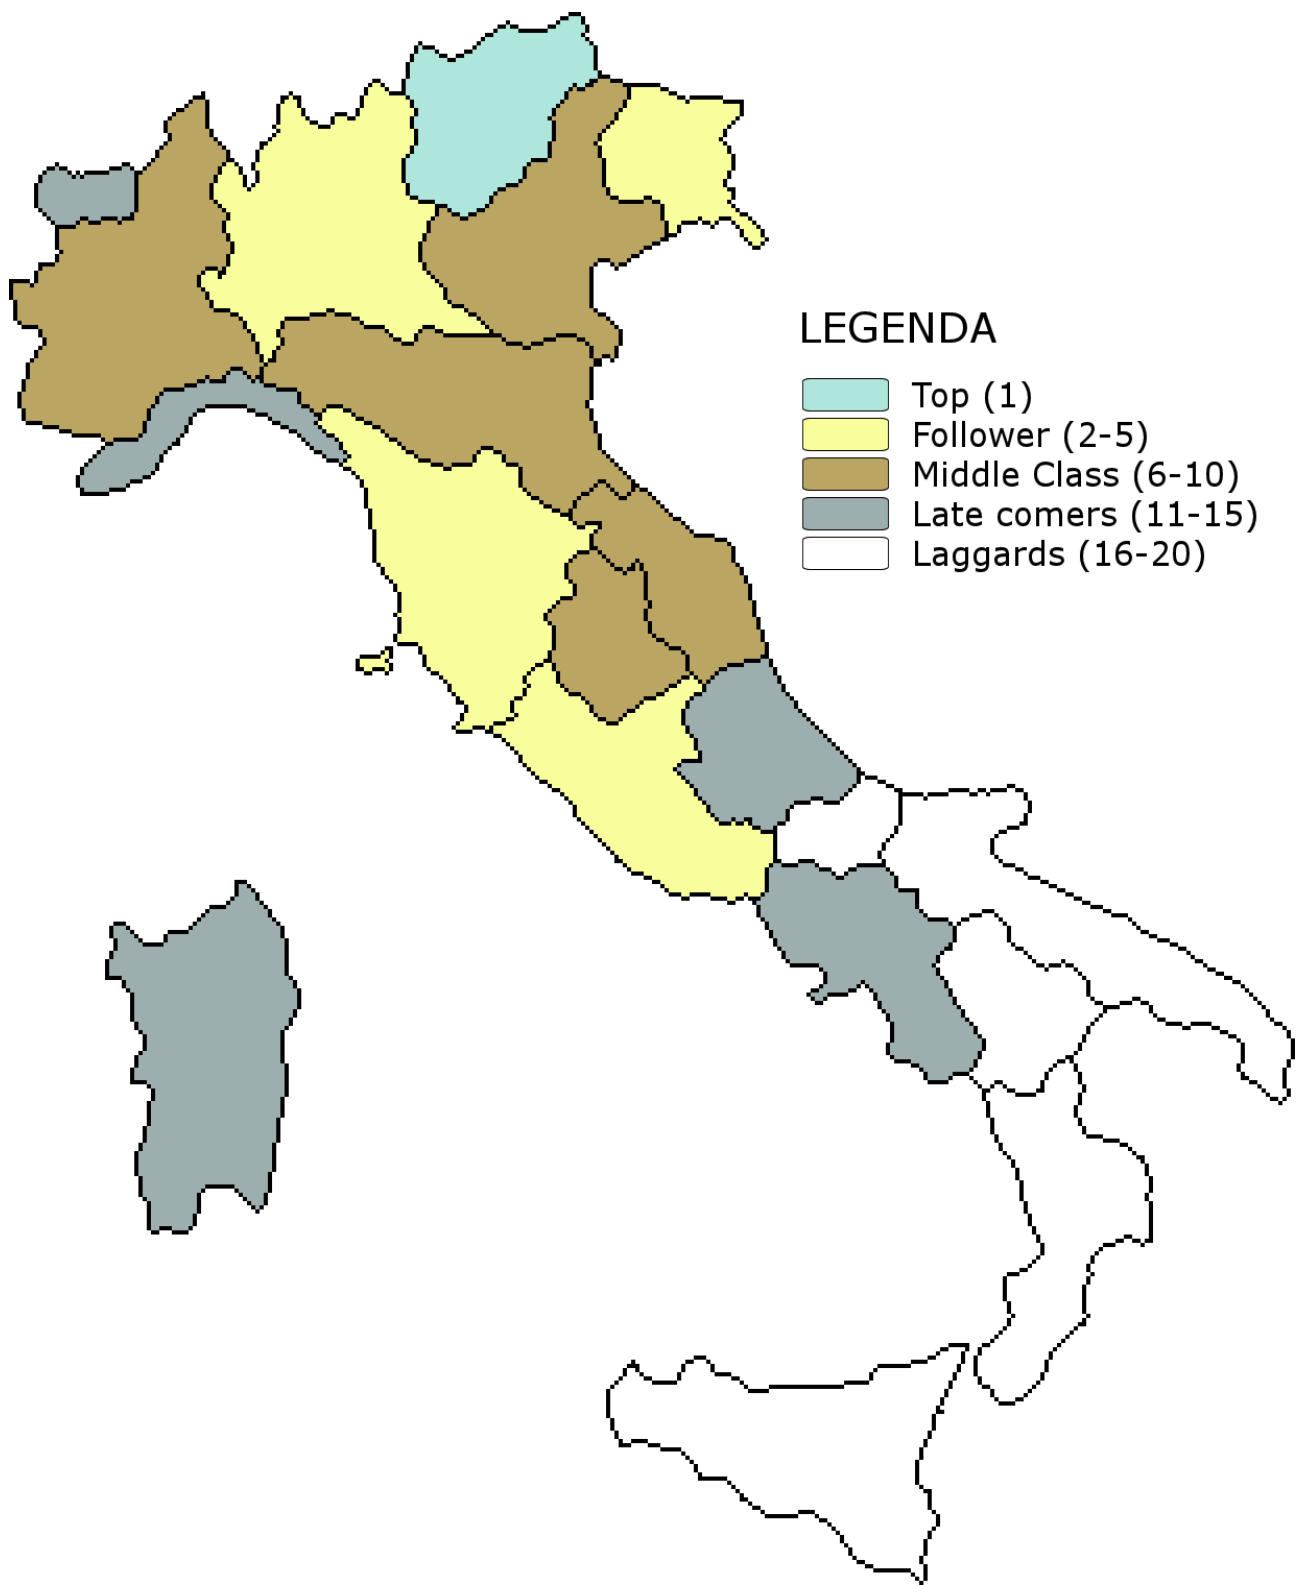 LEGENDA
Top (1)
Follower (2-5)
Middle Class (6-10)
Late comers (11-15)
Laggards (16-20)